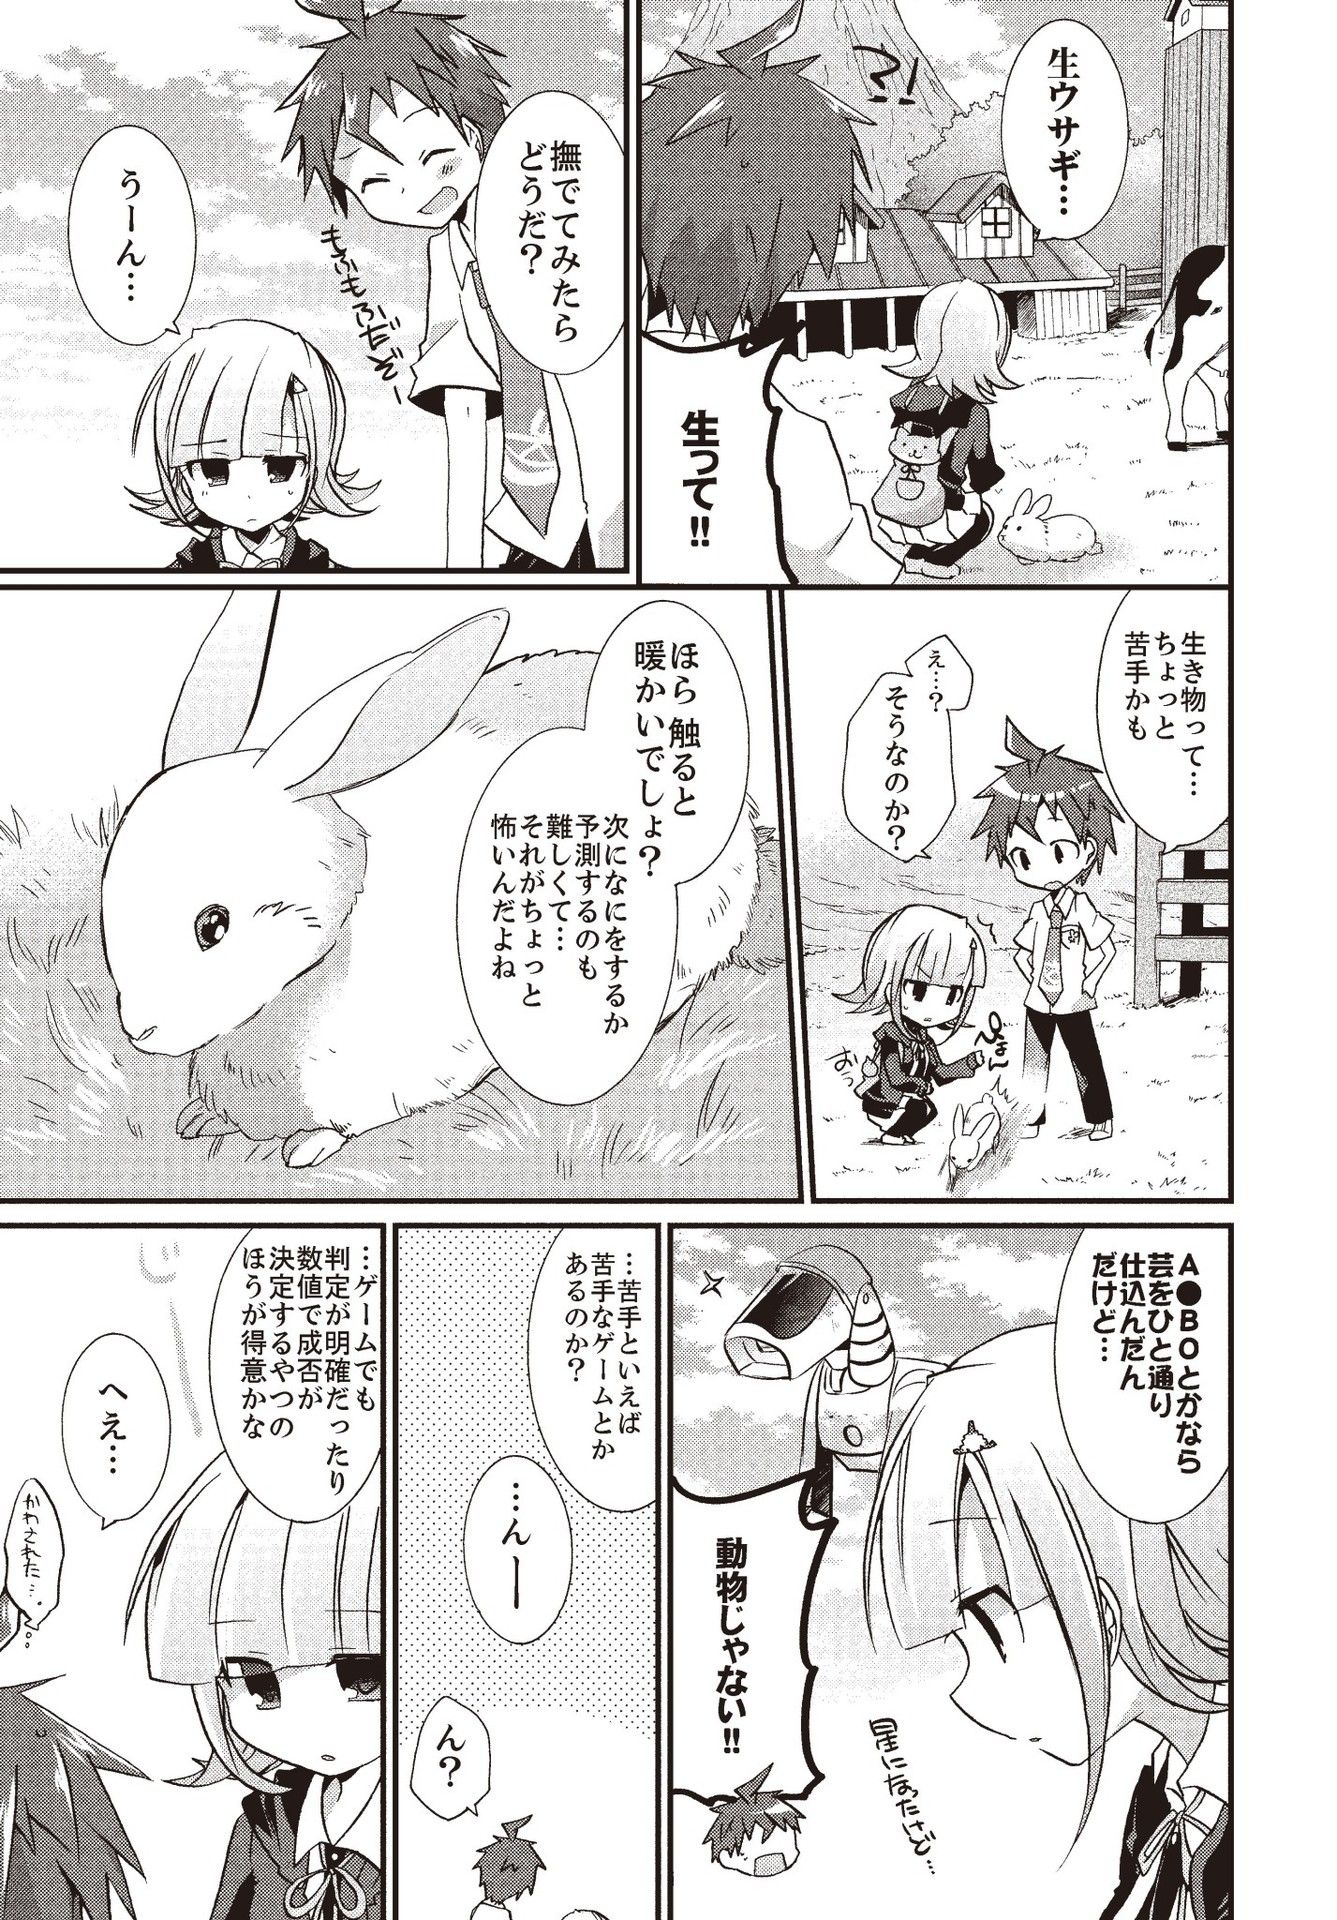 生ウサギ…
?!
生って!!
撫でてみたら
どうだ?
もふもふだぞー
うーん…
生き物って…
ちょっと
苦手かも
え…?
そうなのか?
ぴょん
おぅ
ほら 触ると
暖かいでしょ?
次になにをするか
予測するのも
難しくて…
それがちょっと
怖いんだよね
A●BOとかなら
芸をひと通り
仕込んだん
だけど…
動物じゃない!!
星になったけど…
…苦手といえば
苦手なゲームとか
あるのか?
…んー
ん?
…ゲームでも
判定が明確だったり
数値で成否が
決定するやつの
ほうが得意かな
へえ…
かわされた…